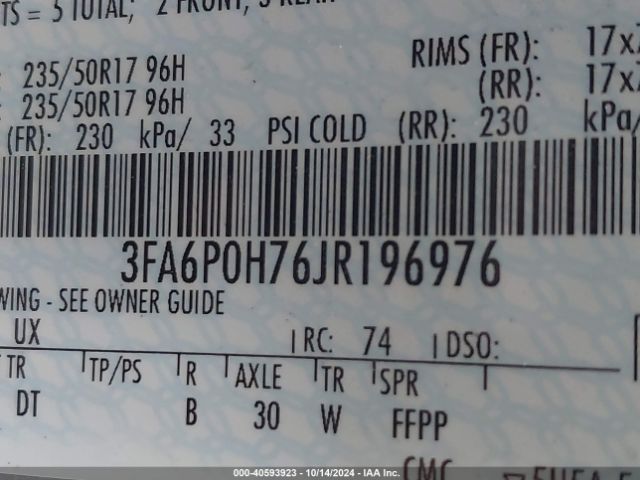 TS = 5 TOTAL; 2 FRONT, 3 REAR
235/50R17 96H RIMS (FR): 17x7
235/50R17 96H (RR): 17x7
(FR): 230 kPa/ 33 PSI COLD (RR): 230 kPa/
3FA6P0H76JR196976
WING - SEE OWNER GUIDE
UX RC: 74 DSO:
TR TP/PS R AXLE TR SPR
DT B 30 W FFPP
000-40593923 - 10/14/2024 - IAA Inc.